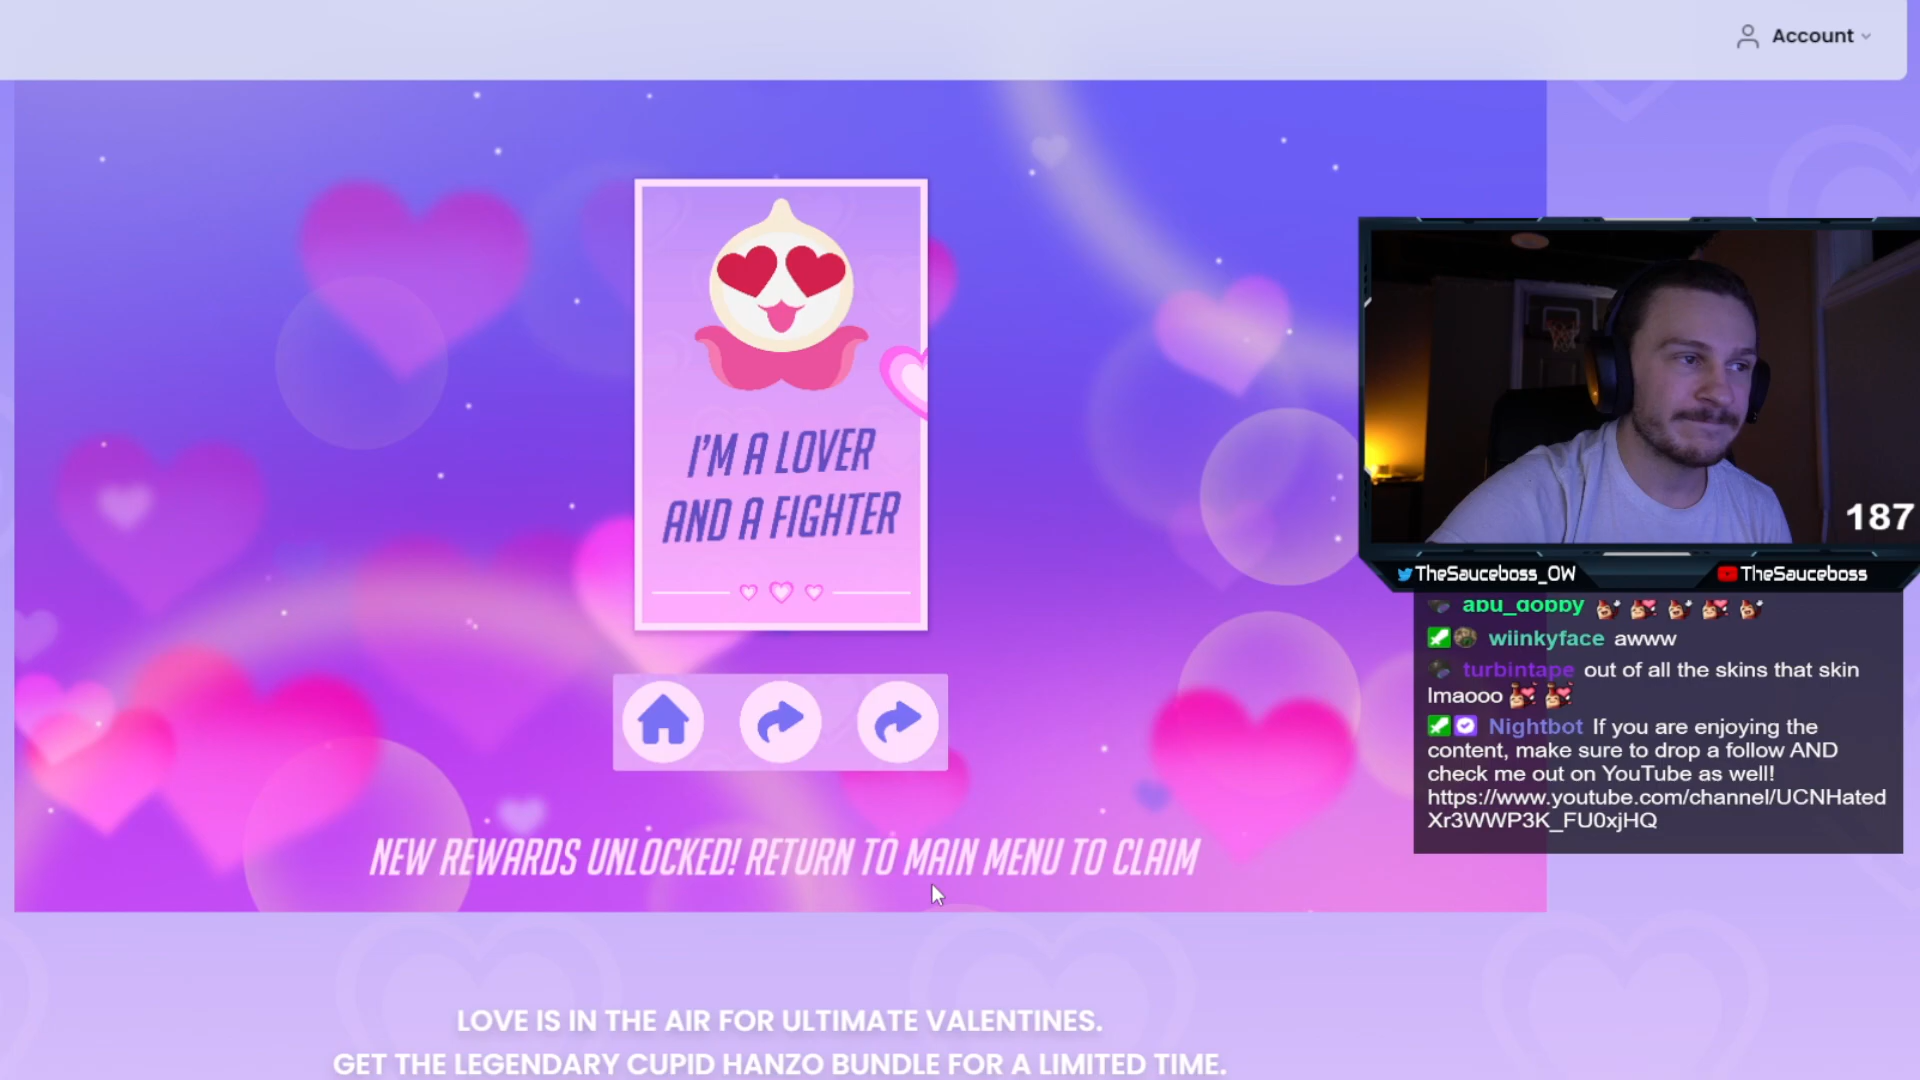 Account
I'M A LOVER
AND A FIGHTER
NEW REWARDS UNLOCKED! RETURN TO MAIN MENU TO CLAIM
LOVE IS IN THE AIR FOR ULTIMATE VALENTINES.
GET THE LEGENDARY CUPID HANZO BUNDLE FOR A LIMITED TIME.
187
TheSauceboss_OW
TheSauceboss
abu_dobby
wiinkyface awww
turbintape out of all the skins that skin
lmaooo
Nightbot If you are enjoying the
content, make sure to drop a follow AND
check me out on YouTube as well!
https://www.youtube.com/channel/UCNHated
Xr3WWP3K_FU0xjHQ